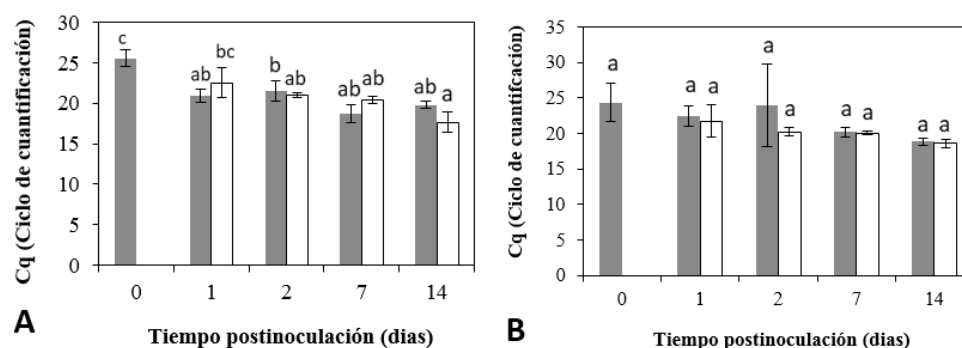 30
25
20
15
10
5
0
Cq (Ciclo de cuantificación)
c
ab bc
b ab
ab ab
ab a
0 1 2 7 14
Tiempo postinoculación (dias)
A
35
30
25
20
15
10
5
0
Cq (Ciclo de cuantifcación)
a
a a
a a
a a
a a
0 1 2 7 14
Tiempo postinoculación (dias)
B